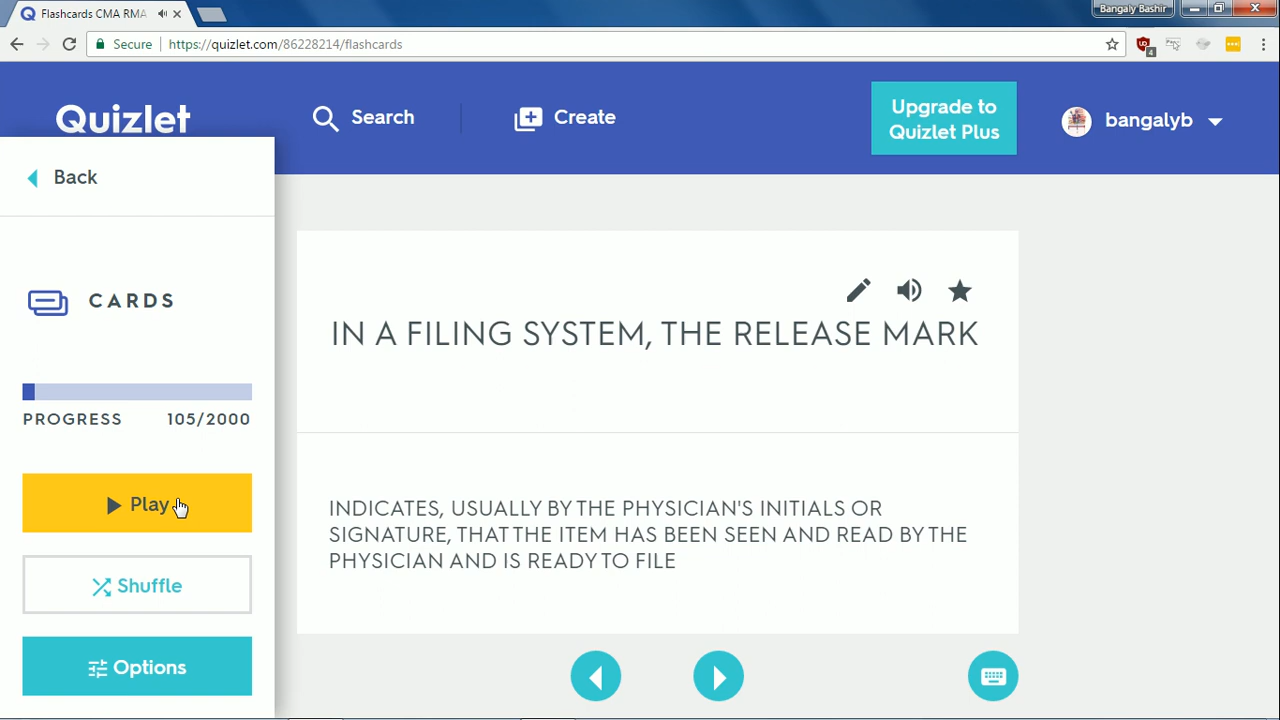 Flashcards CMA RMA
Bangaly Bashir
Secure
https://quizlet.com/86228214/flashcards
4
Quizlet
Search
Create
Upgrade to
Quizlet Plus
bangalyb
Back
CARDS
PROGRESS 105/2000
Play
Shuffle
Options
IN A FILING SYSTEM, THE RELEASE MARK
INDICATES, USUALLY BY THE PHYSICIAN'S INITIALS OR
SIGNATURE, THAT THE ITEM HAS BEEN SEEN AND READ BY THE
PHYSICIAN AND IS READY TO FILE